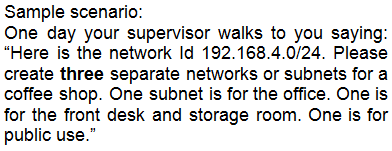 Sample scenario:
One day your supervisor walks to you saying:
“Here is the network Id 192.168.4.0/24. Please
create three separate networks or subnets for a
coffee shop. One subnet is for the office. One is
for the front desk and storage room. One is for
public use.”